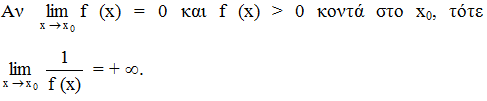 Αν lim x→x₀ f (x) = 0 και f (x) > 0 κοντά στο x₀, τότε
lim x→x₀ 1/f (x) = + ∞.